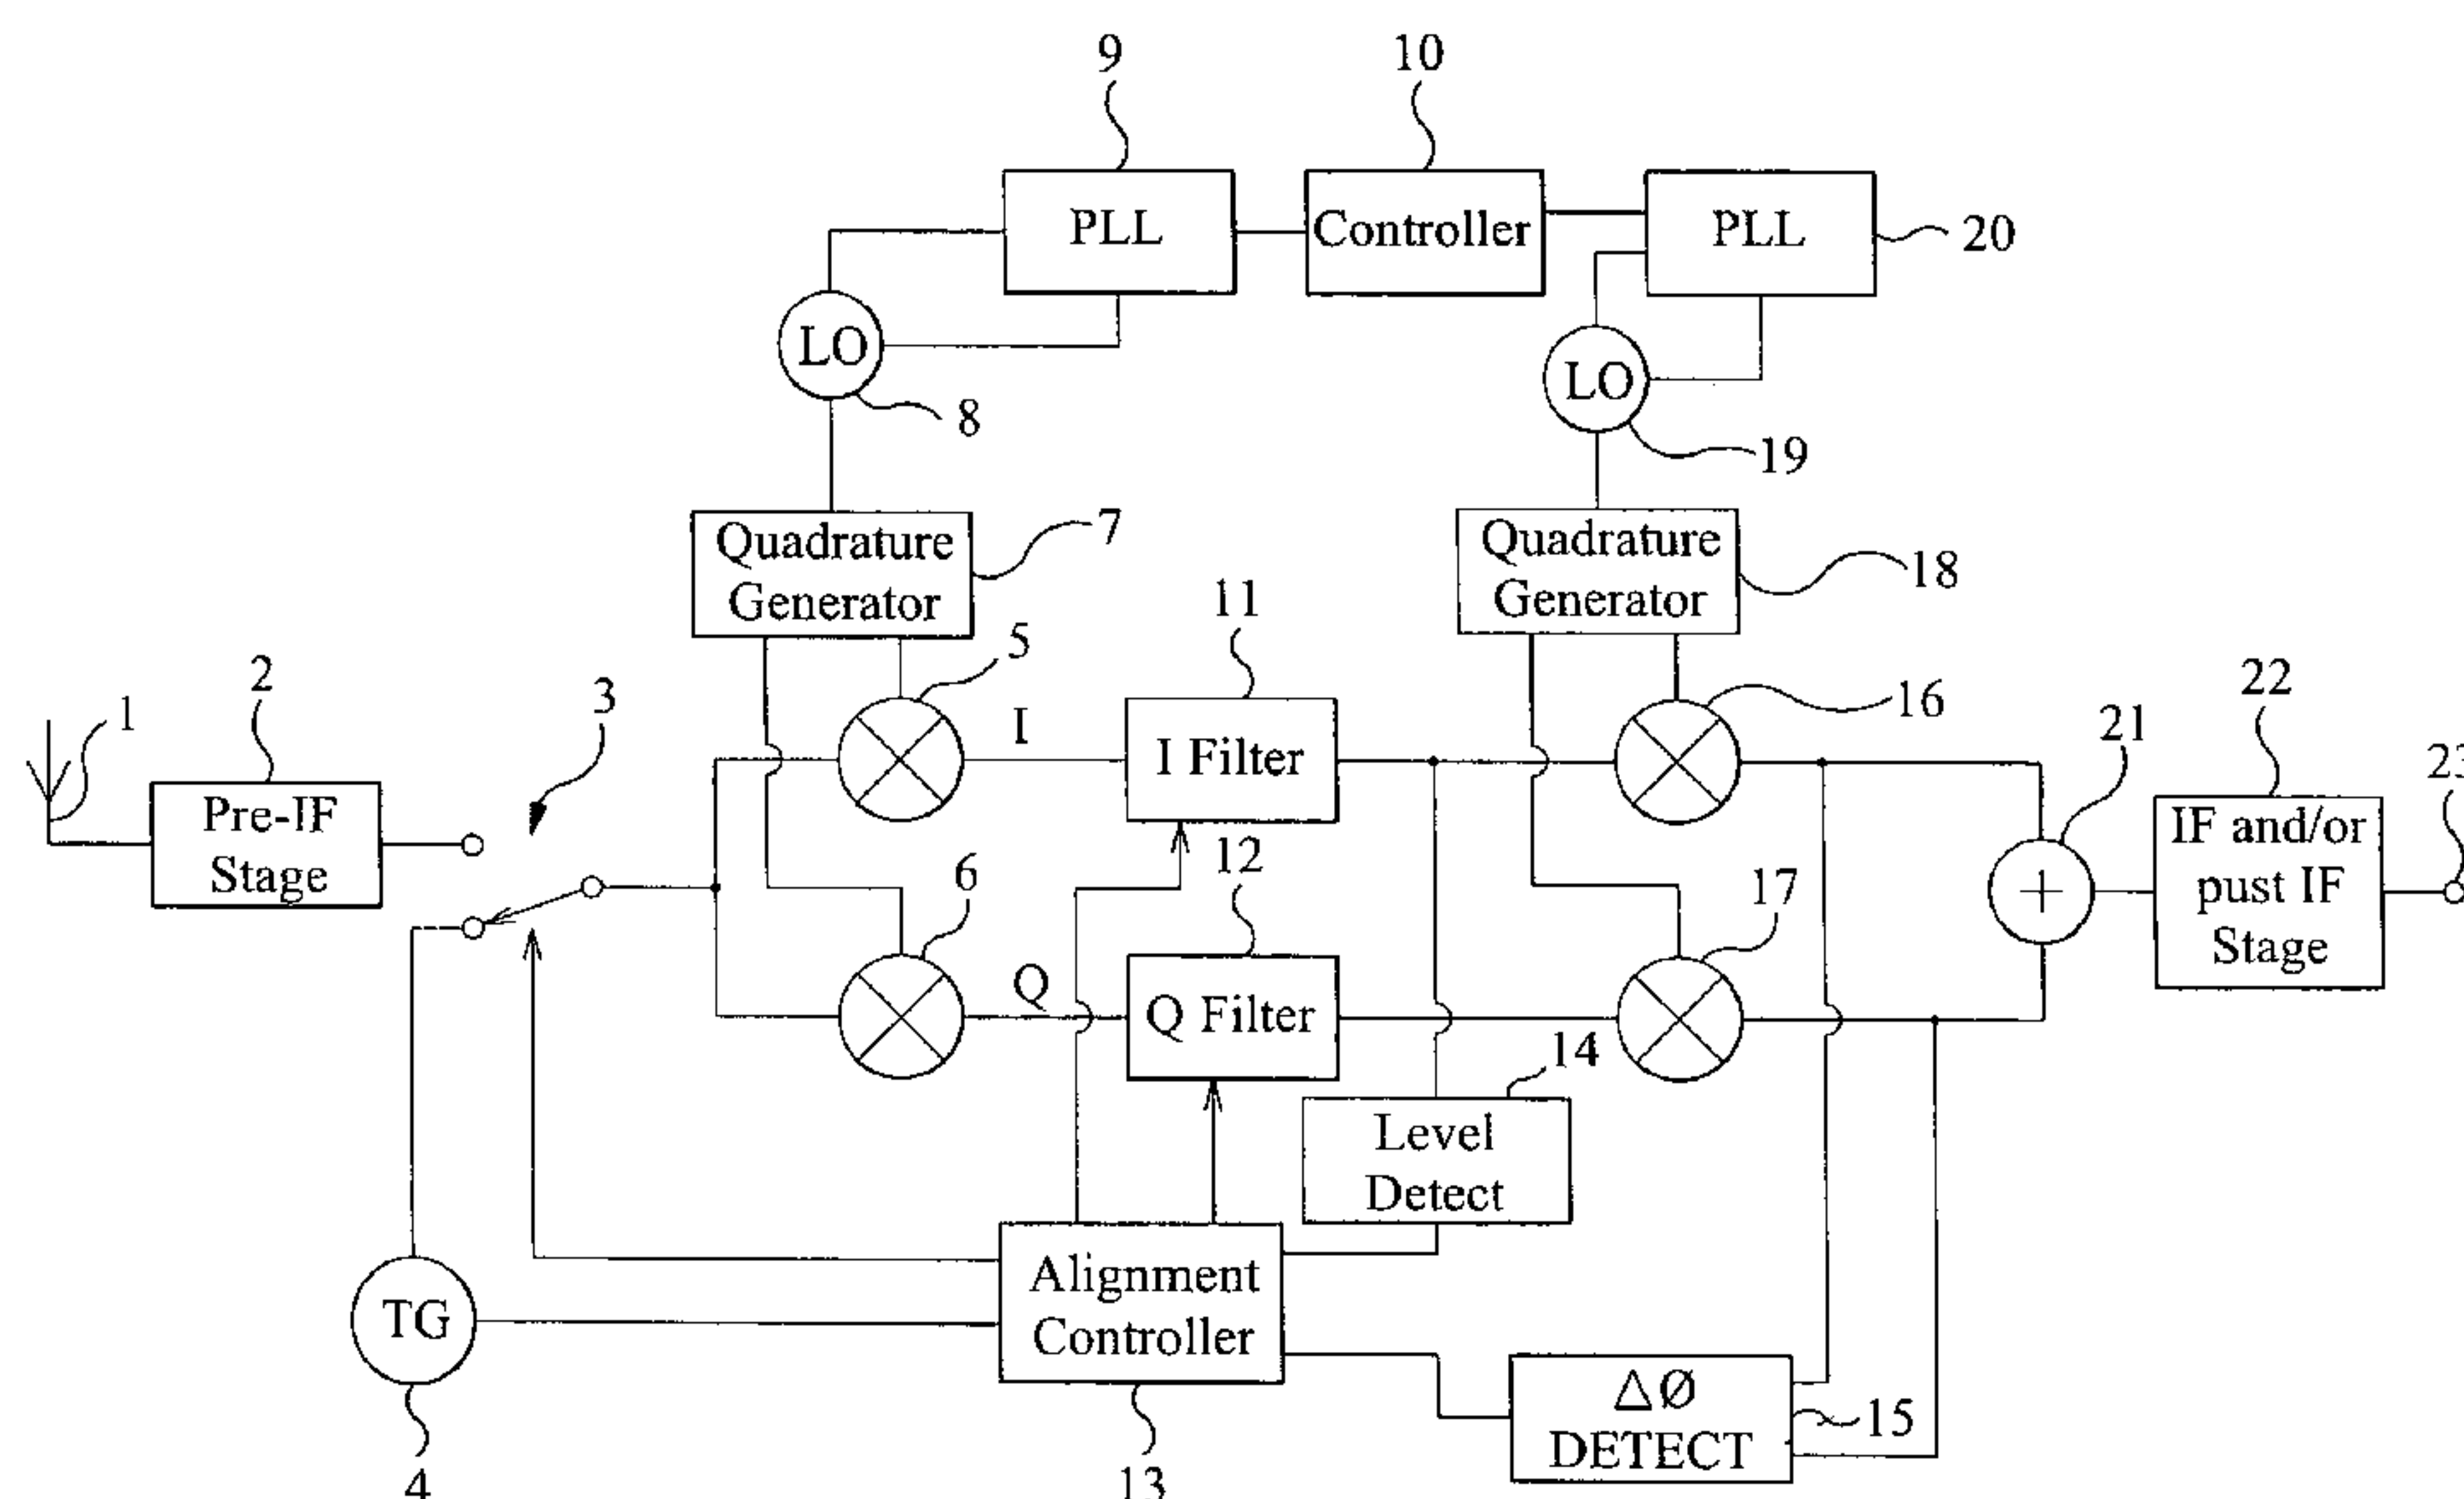 9
10
PLL
Controller
PLL
20
LO
8
LO
19
Quadrature
Generator
7
Quadrature
Generator
18
1
2
Pre-IF
Stage
3
5
I
11
I Filter
16
21
22
IF and/or
pust IF
Stage
6
Q
12
Q Filter
17
14
Level
Detect
TG
4
Alignment
Controller
13
ΔØ
DETECT
15